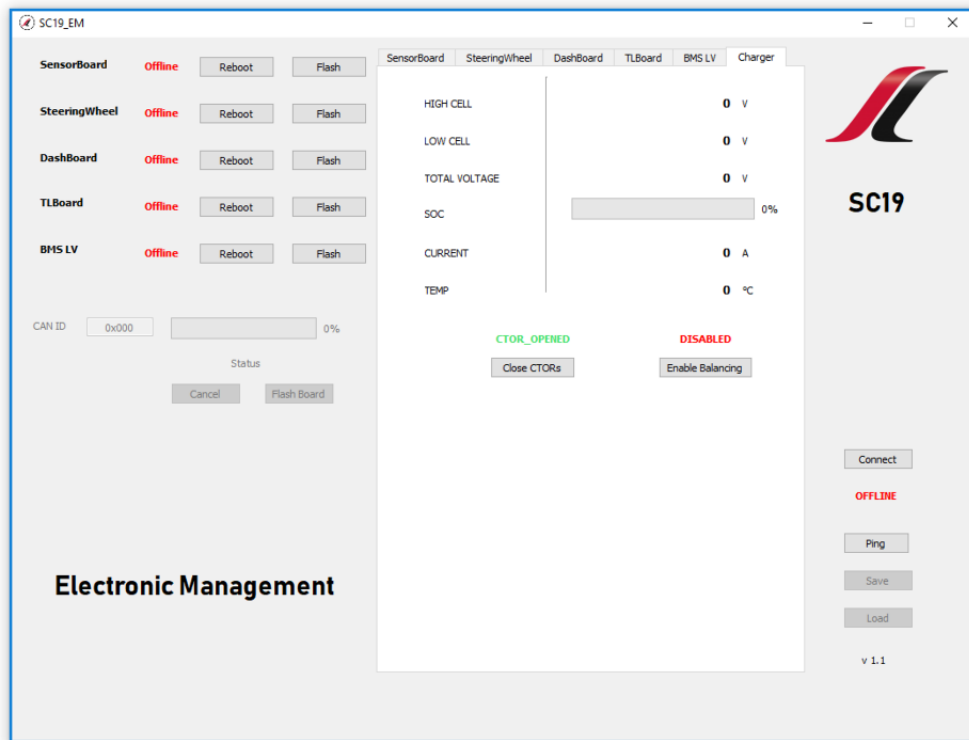 SC19_EM
SensorBoard Offline Reboot Flash
SteeringWheel Offline Reboot Flash
DashBoard Offline Reboot Flash
TLBoard Offline Reboot Flash
BMS LV Offline Reboot Flash
CAN ID 0x000 0%
Status
Cancel Flash Board
Electronic Management
SensorBoard SteeringWheel DashBoard TLBoard BMS LV Charger
HIGH CELL 0 V
LOW CELL 0 V
TOTAL VOLTAGE 0 V
SOC 0%
CURRENT 0 A
TEMP 0 ºC
CTOR_OPENED DISABLED
Close CTORs Enable Balancing
SC19
Connect
OFFLINE
Ping
Save
Load
v 1.1